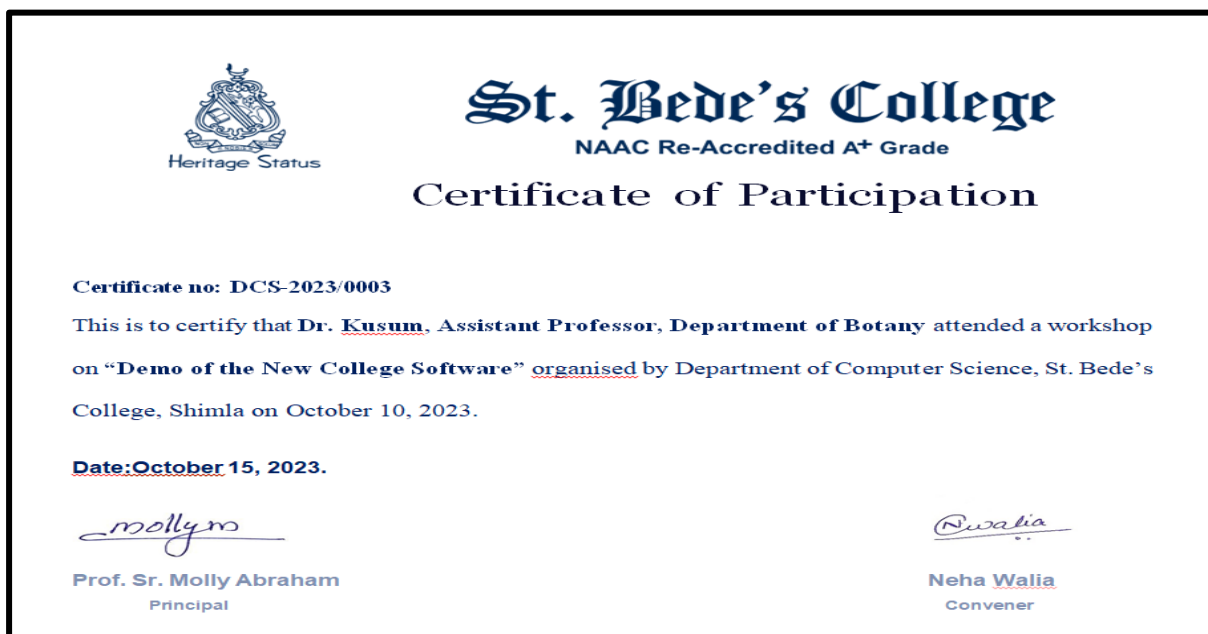 St. Bede's College
NAAC Re-Accredited A+ Grade
Heritage Status
Certificate of Participation
Certificate no: DCS-2023/0003
This is to certify that Dr. Kusum, Assistant Professor, Department of Botany attended a workshop
on “Demo of the New College Software” organised by Department of Computer Science, St. Bede’s
College, Shimla on October 10, 2023.
Date:October 15, 2023.
mollym
Nwalia
Prof. Sr. Molly Abraham
Neha Walia
Principal
Convener